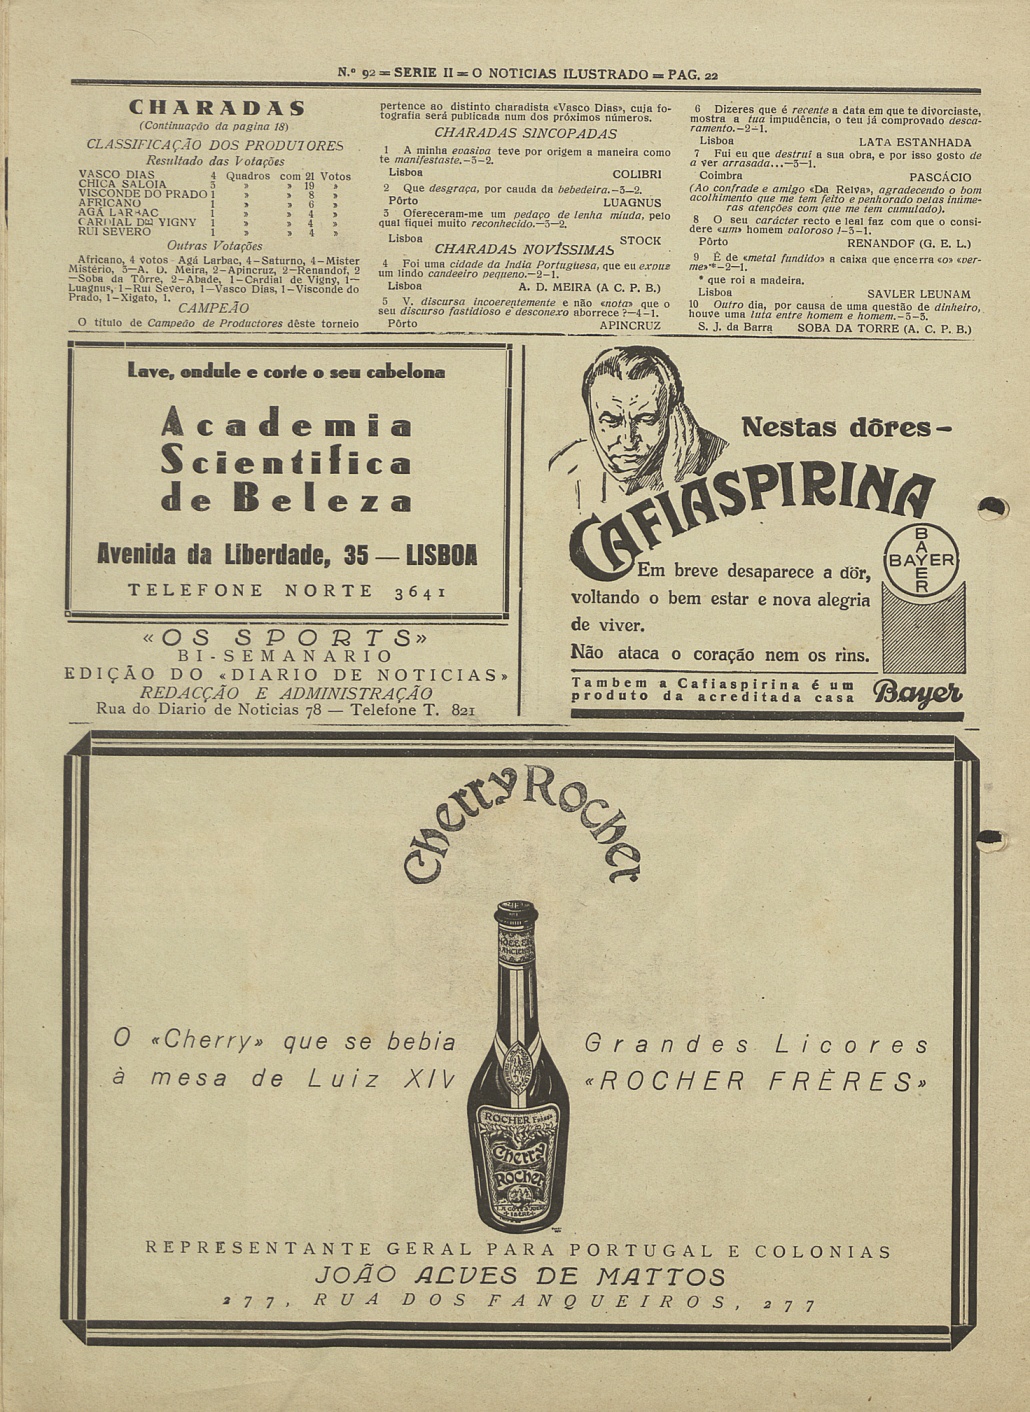 N.º 92 = SERIE II = O NOTICIAS ILUSTRADO = PAG. 22
CHARADAS
(Continuação da pagina 18)
CLASSIFICAÇÃO DOS PRODUTORES
Resultado das Votações
VASCO DIAS 4 Quadros com 21 Votos
CHICA SALOIA 3 » » 19 »
VISCONDE DO PRADO 1 » » 8 »
AFRICANO 1 » » 6 »
AGÁ LARBAC 1 » » 4 »
CARDIAL DE VIGNY 1 » » 4 »
RUI SEVERO 1 » » 4 »
Outras Votações
Africano, 4 votos - Agá Larbac, 4—Saturno, 4—Mister
Mistério, 3—A. D. Meira, 2—Apincruz, 2—Renandof, 2
—Soba da Tôrre, 2—Abade, 1—Cardial de Vigny, 1—
Luagnus, 1—Rui Severo, 1—Vasco Dias, 1—Visconde do
Prado, 1—Xigato, 1.
CAMPEÃO
O título de Campeão de Productores dêste torneio
pertence ao distinto charadista «Vasco Dias», cuja fo-
tografia será publicada num dos próximos números.
CHARADAS SINCOPADAS
1 A minha evasiva teve por origem a maneira como
te manifestaste.—3—2.
Lisboa COLIBRI
2 Que desgraça, por cauda da bebedeira.—3—2.
Pôrto LUAGNUS
3 Ofereceram-me um pedaço de lenha miuda, pelo
qual fiquei muito reconhecido.—3—2.
Lisboa STOCK
CHARADAS NOVÍSSIMAS
4 Foi uma cidade da India Portuguesa, que eu expuz
um lindo candeeiro pequeno.—2—1.
Lisboa A. D. MEIRA (A C. P. B.)
5 V. discursa incoerentemente e não «nota» que o
seu discurso fastidioso e desconexo aborrece ?—4—1.
Pôrto APINCRUZ
6 Dizeres que é recente a data em que te divorciaste,
mostra a tua impudência, o teu já comprovado desca-
ramento.—2—1.
Lisboa LATA ESTANHADA
7 Fui eu que destrui a sua obra, e por isso gosto de
a ver arrasada...—3—1.
Coimbra PASCÁCIO
(Ao confrade e amigo «Da Relva», agradecendo o bom
acolhimento que me tem feito e penhorado pelas inúme-
ras atenções com que me tem cumulado).
8 O seu carácter recto e leal faz com que o consi-
dere «um» homem valoroso !—3—1.
Pôrto RENANDOF (G. E. L.)
9 É de «metal fundido» a caixa que encerra «o» «ver-
me»*—2—1.
* que roi a madeira.
Lisboa SAVLER LEUNAM
10 Outro dia, por causa de uma questão de dinheiro,
houve uma luta entre homem e homem.—3—3.
S. J. da Barra SOBA DA TORRE (A. C. P. B.)
Lave, ondule e corte o seu cabelona
Academia
Scientifica
de Beleza
Avenida da Liberdade, 35 — LISBOA
TELEFONE NORTE 3641
«OS SPORTS»
BI-SEMANARIO
EDIÇÃO DO «DIARIO DE NOTICIAS»
REDACÇÃO E ADMINISTRAÇÃO
Rua do Diario de Noticias 78 — Telefone T. 821
Nestas dôres—
CAFIASPIRINA
BAYER
BAYER
Em breve desaparece a dôr,
voltando o bem estar e nova alegria
de viver.
Não ataca o coração nem os rins.
Tambem a Cafiaspirina é um
produto da acreditada casa Bayer
Cherry Rocher
O «Cherry» que se bebia
à mesa de Luiz XIV
Grandes Licores
«ROCHER FRÈRES»
ROCHER Frères
Cherry
Rocher
REPRESENTANTE GERAL PARA PORTUGAL E COLONIAS
JOÃO ALVES DE MATTOS
277, RUA DOS FANQUEIROS, 277